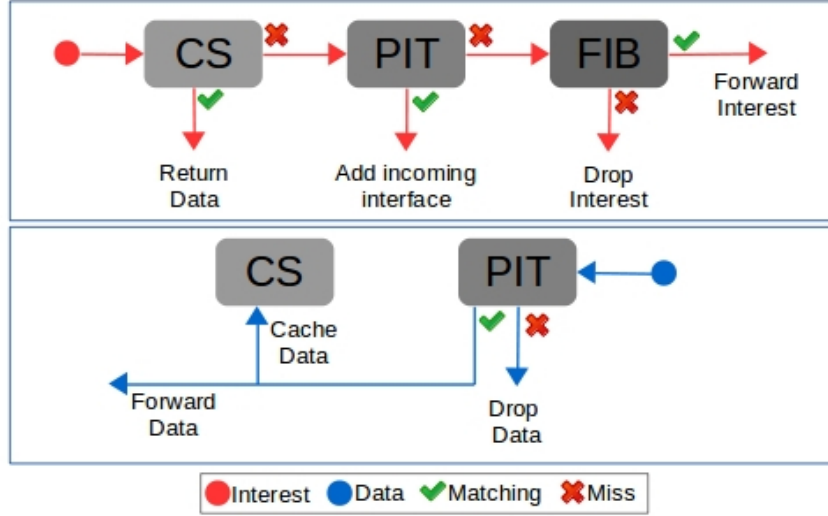 CS
PIT
FIB
Forward
Interest
Return
Data
Add incoming
interface
Drop
Interest
CS
PIT
Cache
Data
Forward
Data
Drop
Data
Interest Data Matching Miss